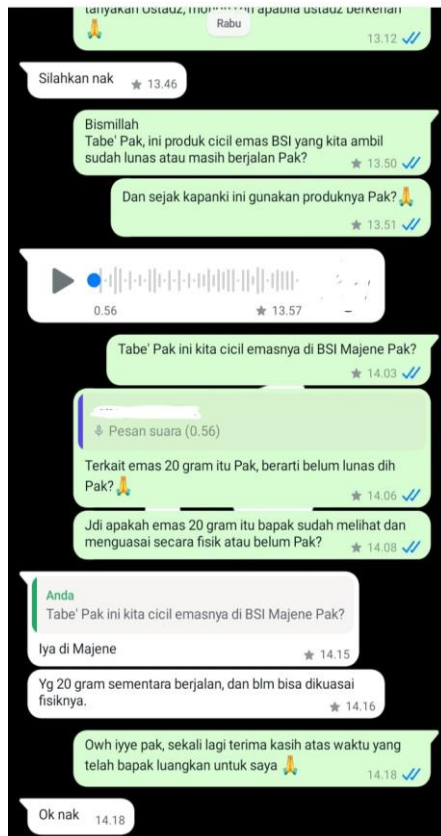 Rabu
13.12
Silahkan nak
13.46
Bismillah
Tabe' Pak, ini produk cicil emas BSI yang kita ambil
sudah lunas atau masih berjalan Pak?
13.50
Dan sejak kapanki ini gunakan produknya Pak?🙏
13.51
0.56
13.57
Tabe' Pak ini kita cicil emasnya di BSI Majene Pak?
14.03
Pesan suara (0.56)
Terkait emas 20 gram itu Pak, berarti belum lunas dih
Pak?🙏
14.06
Jdi apakah emas 20 gram itu bapak sudah melihat dan
menguasai secara fisik atau belum Pak?
14.08
Anda
Tabe' Pak ini kita cicil emasnya di BSI Majene Pak?
Iya di Majene
14.15
Yg 20 gram sementara berjalan, dan blm bisa dikuasai
fisiknya.
14.16
Owh iyye pak, sekali lagi terima kasih atas waktu yang
telah bapak luangkan untuk saya 🙏
14.18
Ok nak
14.18